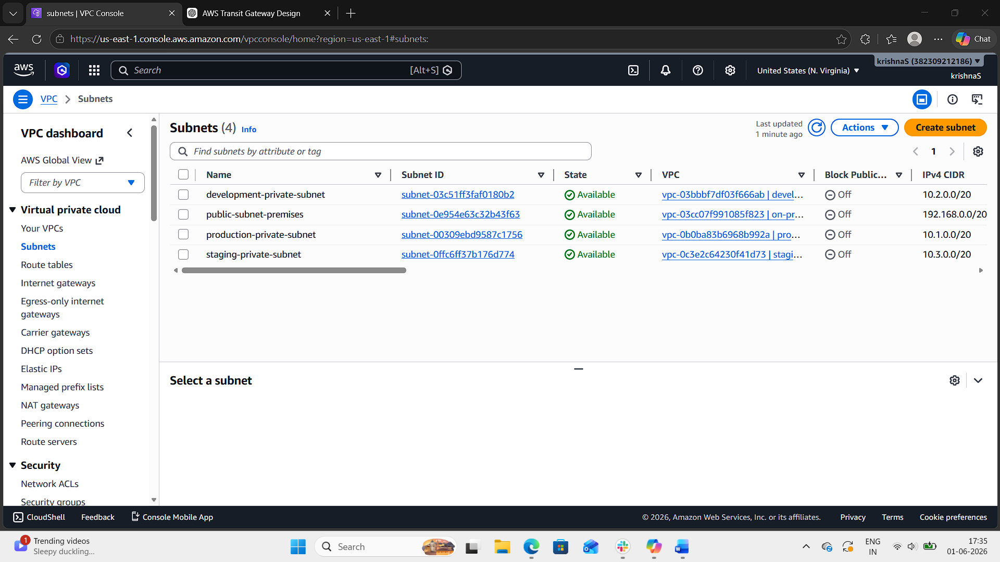 subnets | VPC Console
AWS Transit Gateway Design
https://us-east-1.console.aws.amazon.com/vpcconsole/home?region=us-east-1#subnets:
Chat
aws
Search
[Alt+S]
United States (N. Virginia)
krishnaS (382309212186)
krishnaS
VPC
Subnets
VPC dashboard
AWS Global View
Filter by VPC
Virtual private cloud
Your VPCs
Subnets
Route tables
Internet gateways
Egress-only internet
gateways
Carrier gateways
DHCP option sets
Elastic IPs
Managed prefix lists
NAT gateways
Peering connections
Route servers
Security
Network ACLs
Security groups
Subnets (4) Info
Last updated
1 minute ago
Actions
Create subnet
Find subnets by attribute or tag
1
Name Subnet ID State VPC Block Public... IPv4 CIDR
development-private-subnet subnet-03c51ff3faf0180b2 Available vpc-03bbbf7df03f666ab | devel... Off 10.2.0.0/20
public-subnet-premises subnet-0e954e63c32b43f63 Available vpc-03cc07f991085f823 | on-pr... Off 192.168.0.0/20
production-private-subnet subnet-00309ebd9587c1756 Available vpc-0b0ba83b6968b992a | pro... Off 10.1.0.0/20
staging-private-subnet subnet-0ffc6ff37b176d774 Available vpc-0c3e2c64230f41d73 | stagi... Off 10.3.0.0/20
Select a subnet
CloudShell Feedback Console Mobile App
© 2026, Amazon Web Services, Inc. or its affiliates. Privacy Terms Cookie preferences
1
Trending videos
Sleepy duckling...
Search
ENG
IN
17:35
01-06-2026